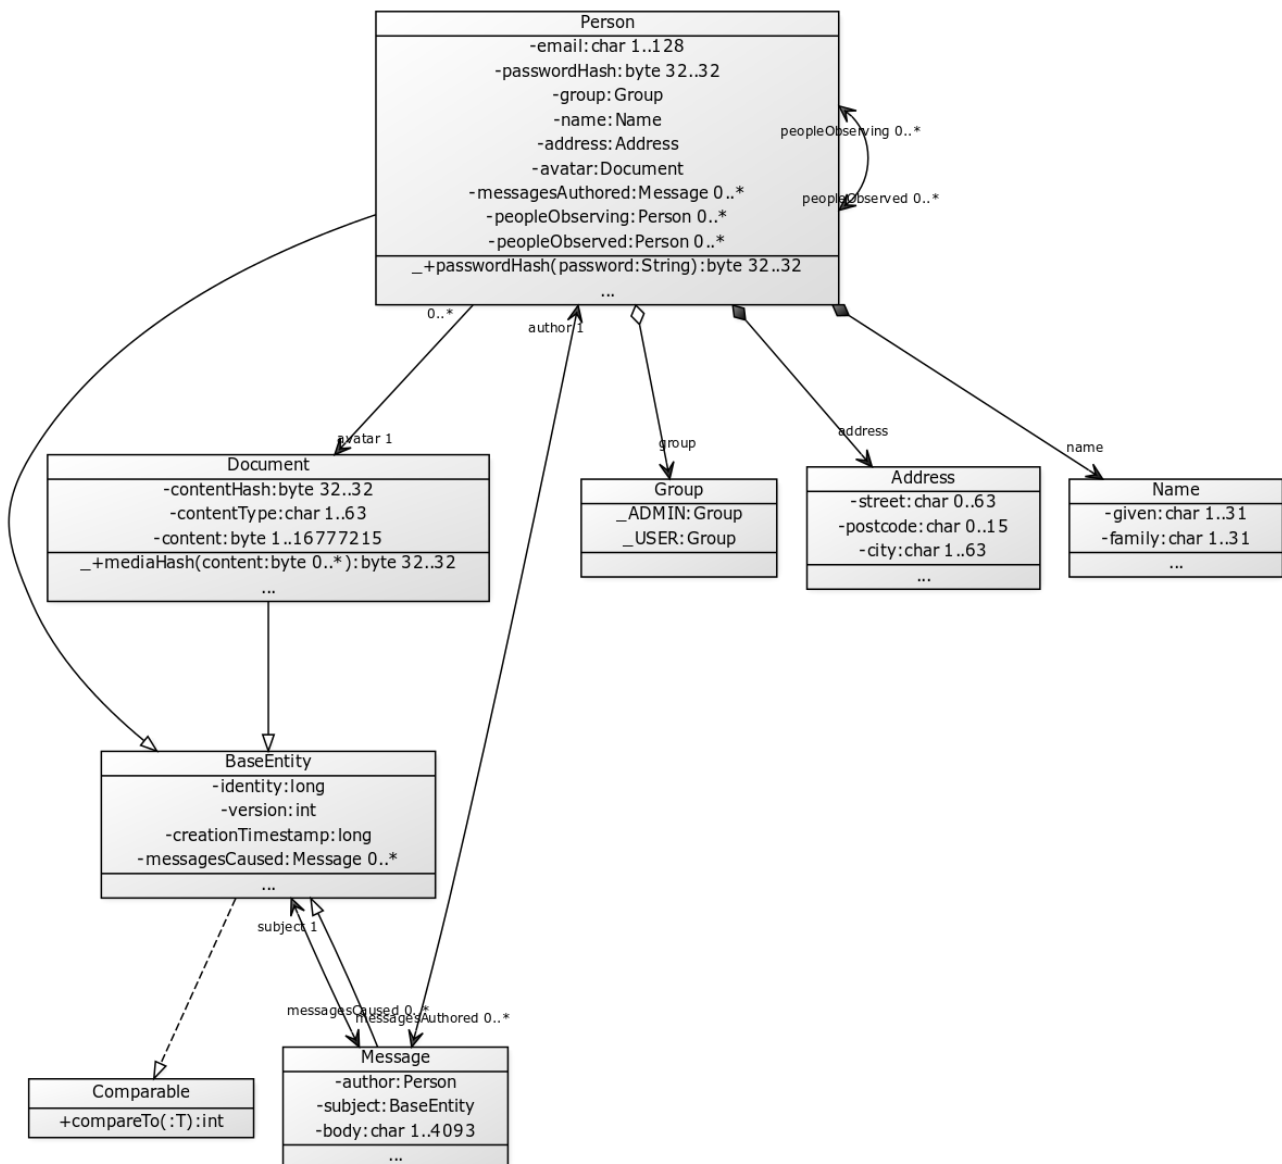 Person
-email:char 1..128
-passwordHash:byte 32..32
-group:Group
-name:Name
-address:Address
-avatar:Document
-messagesAuthored:Message 0..*
-peopleObserving:Person 0..*
-peopleObserved:Person 0..*
_+passwordHash(password:String):byte 32..32
...
peopleObserving 0..*
peopleObserved 0..*
0..*
author 1
avatar 1
group
address
name
Document
-contentHash:byte 32..32
-contentType:char 1..63
-content:byte 1..16777215
_+mediaHash(content:byte 0..*):byte 32..32
...
Group
_ADMIN:Group
_USER:Group
Address
-street:char 0..63
-postcode:char 0..15
-city:char 1..63
...
Name
-given:char 1..31
-family:char 1..31
...
BaseEntity
-identity:long
-version:int
-creationTimestamp:long
-messagesCaused:Message 0..*
...
subject 1
messagesCaused 0..*
messagesAuthored 0..*
Comparable
+compareTo(:T):int
Message
-author:Person
-subject:BaseEntity
-body:char 1..4093
...